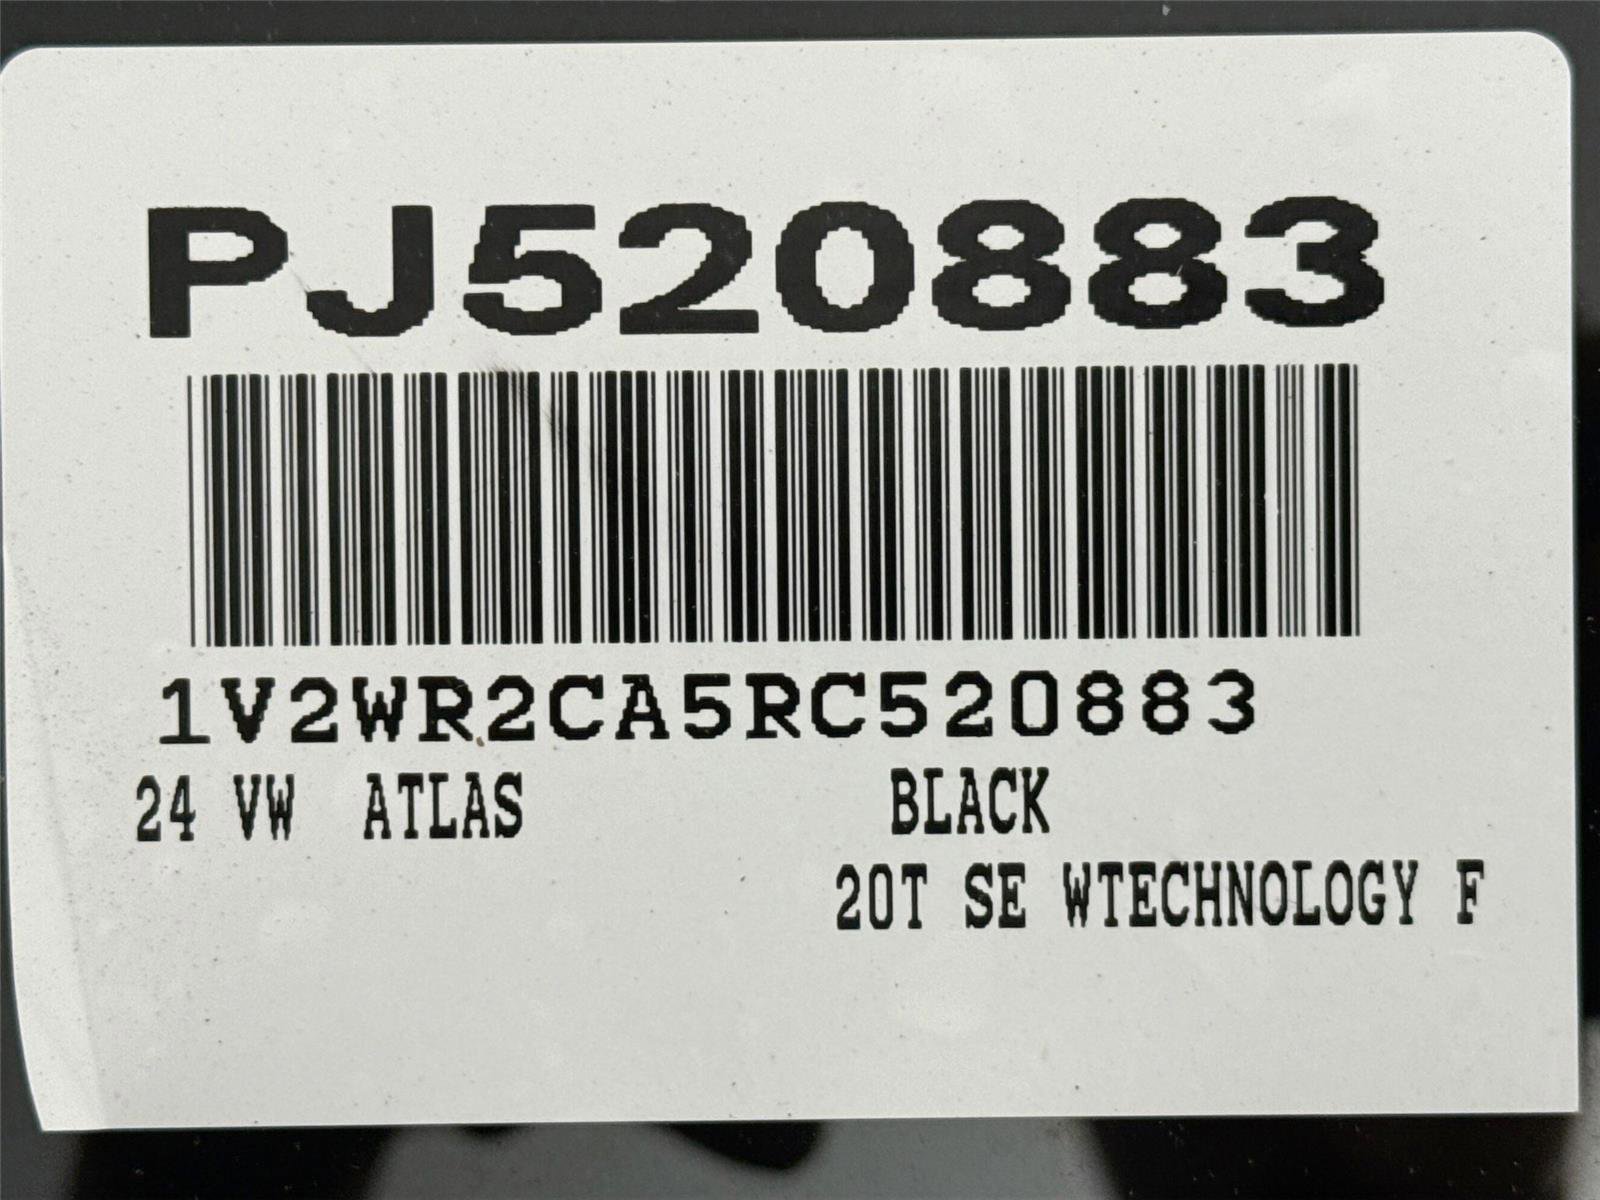 PJ520883
1V2WR2CA5RC520883
24 VW ATLAS BLACK
20T SE WTECHNOLOGY F